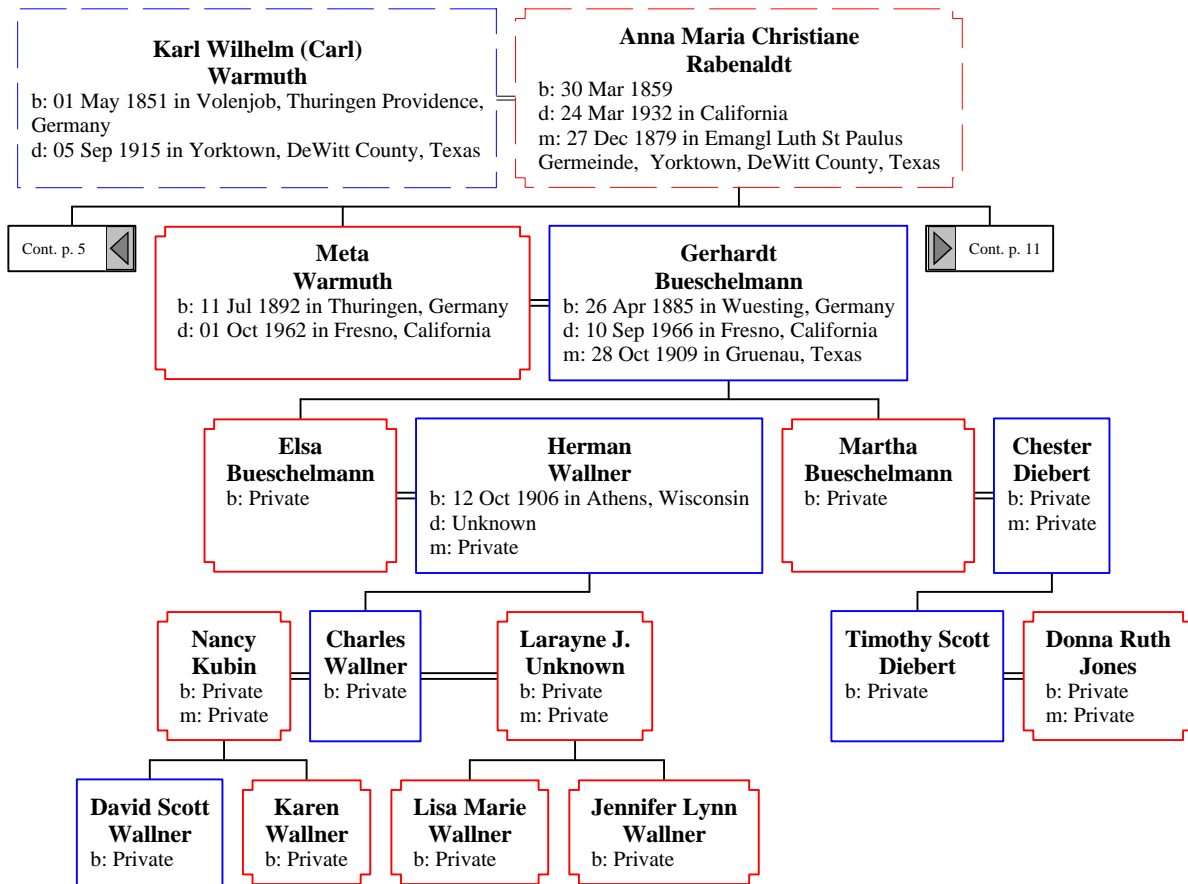 Karl Wilhelm (Carl)
Warmuth
b: 01 May 1851 in Volenjob, Thuringen Providence,
Germany
d: 05 Sep 1915 in Yorktown, DeWitt County, Texas
Anna Maria Christiane
Rabenaldt
b: 30 Mar 1859
d: 24 Mar 1932 in California
m: 27 Dec 1879 in Emangl Luth St Paulus
Germeinde, Yorktown, DeWitt County, Texas
Cont. p. 5
Meta
Warmuth
b: 11 Jul 1892 in Thuringen, Germany
d: 01 Oct 1962 in Fresno, California
Gerhardt
Bueschelmann
b: 26 Apr 1885 in Wuesting, Germany
d: 10 Sep 1966 in Fresno, California
m: 28 Oct 1909 in Gruenau, Texas
Cont. p. 11
Elsa
Bueschelmann
b: Private
Herman
Wallner
b: 12 Oct 1906 in Athens, Wisconsin
d: Unknown
m: Private
Martha
Bueschelmann
b: Private
Chester
Diebert
b: Private
m: Private
Nancy
Kubin
b: Private
m: Private
Charles
Wallner
b: Private
Larayne J.
Unknown
b: Private
m: Private
Timothy Scott
Diebert
b: Private
Donna Ruth
Jones
b: Private
m: Private
David Scott
Wallner
b: Private
Karen
Wallner
b: Private
Lisa Marie
Wallner
b: Private
Jennifer Lynn
Wallner
b: Private